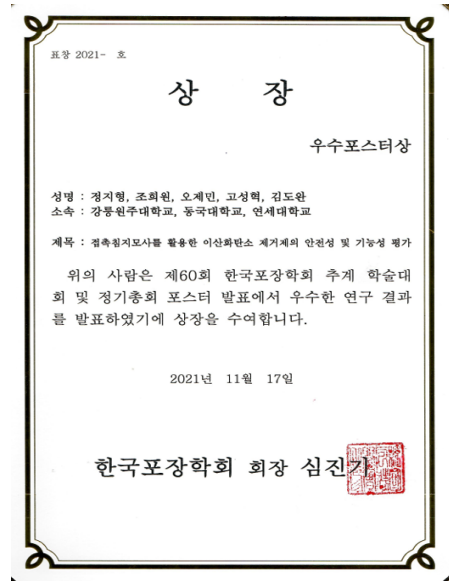 표창 2021- 호
상 장
우수포스터상
성명 : 정지형, 조희원, 오제민, 고성혁, 김도완
소속 : 강릉원주대학교, 동국대학교, 연세대학교
제목 : 접촉침지모사를 활용한 이산화탄소 제거제의 안전성 및 기능성 평가
위의 사람은 제60회 한국포장학회 추계 학술대
회 및 정기총회 포스터 발표에서 우수한 연구 결과
를 발표하였기에 상장을 수여합니다.
2021년 11월 17일
한국포장학회 회장 심진기